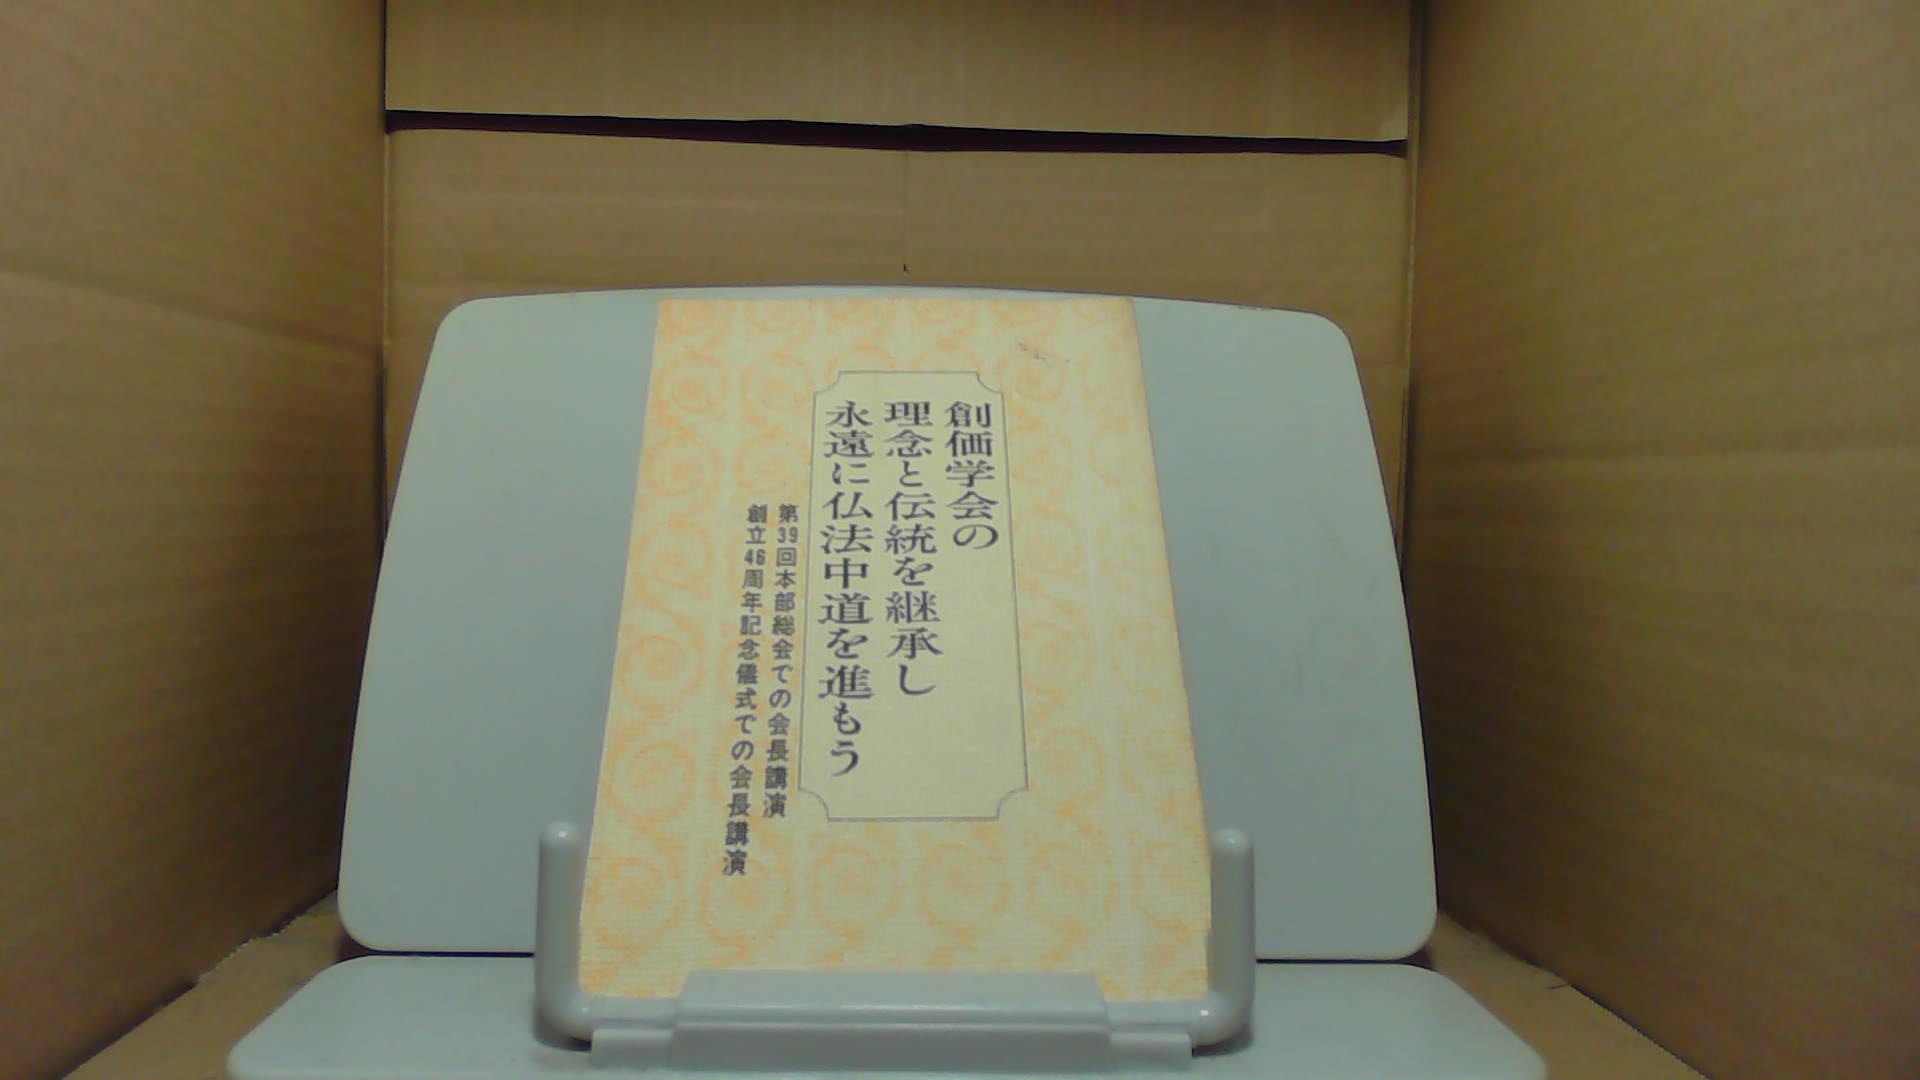 創価学会の
理念と伝統を継承し
永遠に仏法中道を進もう
第39回本部総会での会長講演
創立46周年記念儀式での会長講演